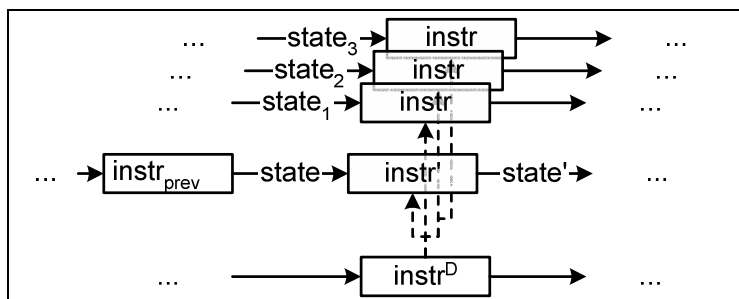 ... state₃ instr ...
... state₂ instr ...
... state₁ instr ...
... instrₚᵣₑᵥ state instr' state' ...
... instrᴰ ...